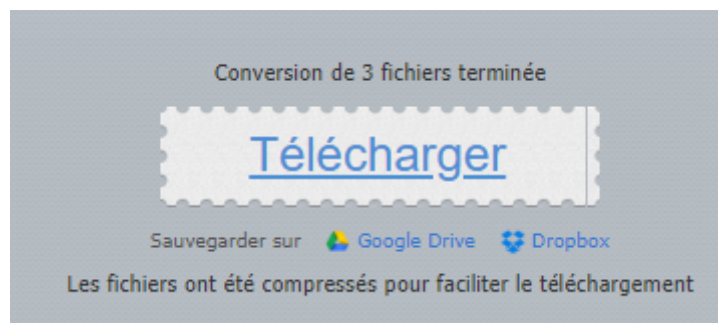 Conversion de 3 fichiers terminée
Télécharger
Sauvegarder sur Google Drive Dropbox
Les fichiers ont été compressés pour faciliter le téléchargement